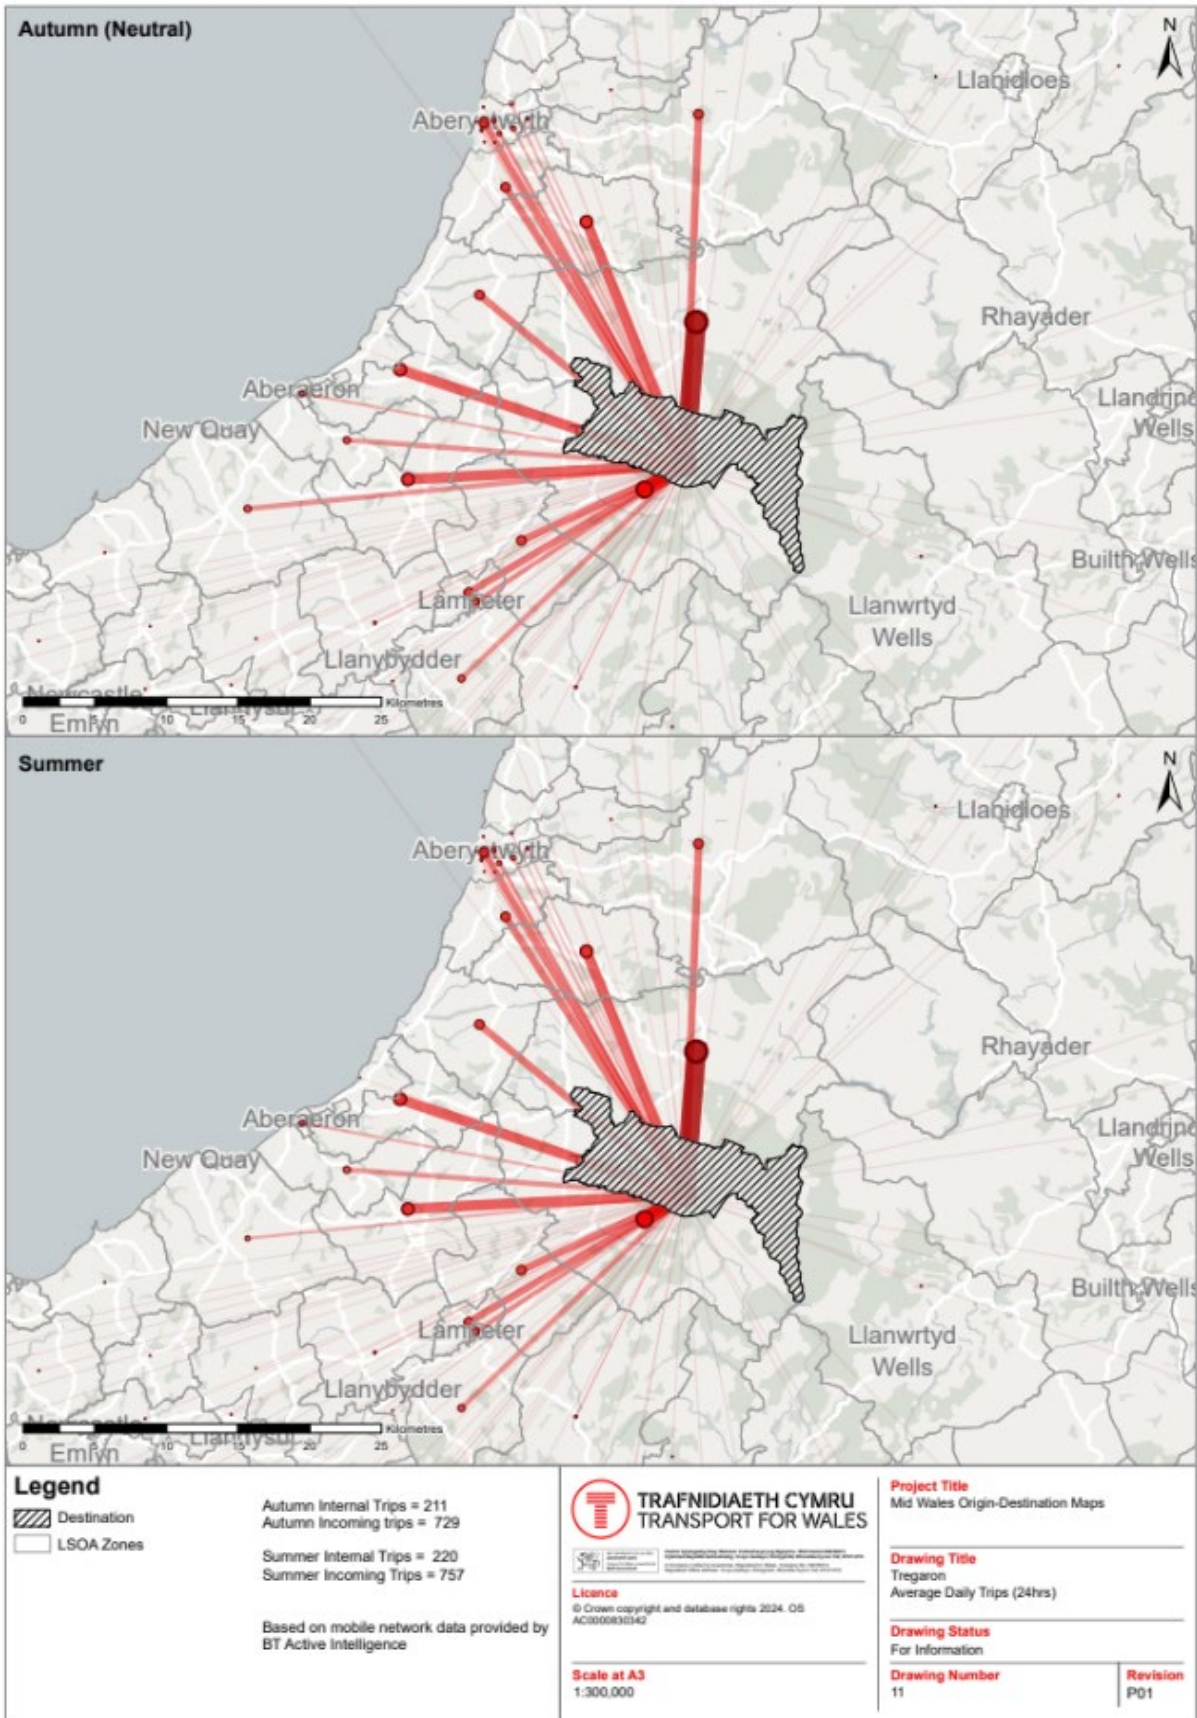 Autumn (Neutral)
N
Llanidloes
Aberystwyth
Rhayader
Aberaeron
Llandrind
Wells
New Quay
Builth Wells
Lampeter
Llanwrtyd
Wells
Llanybydder
Newcastle
Emlyn
Llandysul
0 5 10 15 20 25 Kilometres
Summer
N
Llanidloes
Aberystwyth
Rhayader
Aberaeron
Llandrind
Wells
New Quay
Builth Wells
Lampeter
Llanwrtyd
Wells
Llanybydder
Newcastle
Emlyn
Llandysul
0 5 10 15 20 25 Kilometres
Legend
Destination
LSOA Zones
Autumn Internal Trips = 211
Autumn Incoming trips = 729
Summer Internal Trips = 220
Summer Incoming Trips = 757
Based on mobile network data provided by
BT Active Intelligence
TRAFNIDIAETH CYMRU
TRANSPORT FOR WALES
Licence
© Crown copyright and database rights 2024. OS
AC0000830342
Scale at A3
1:300,000
Project Title
Mid Wales Origin-Destination Maps
Drawing Title
Tregaron
Average Daily Trips (24hrs)
Drawing Status
For Information
Drawing Number
11
Revision
P01